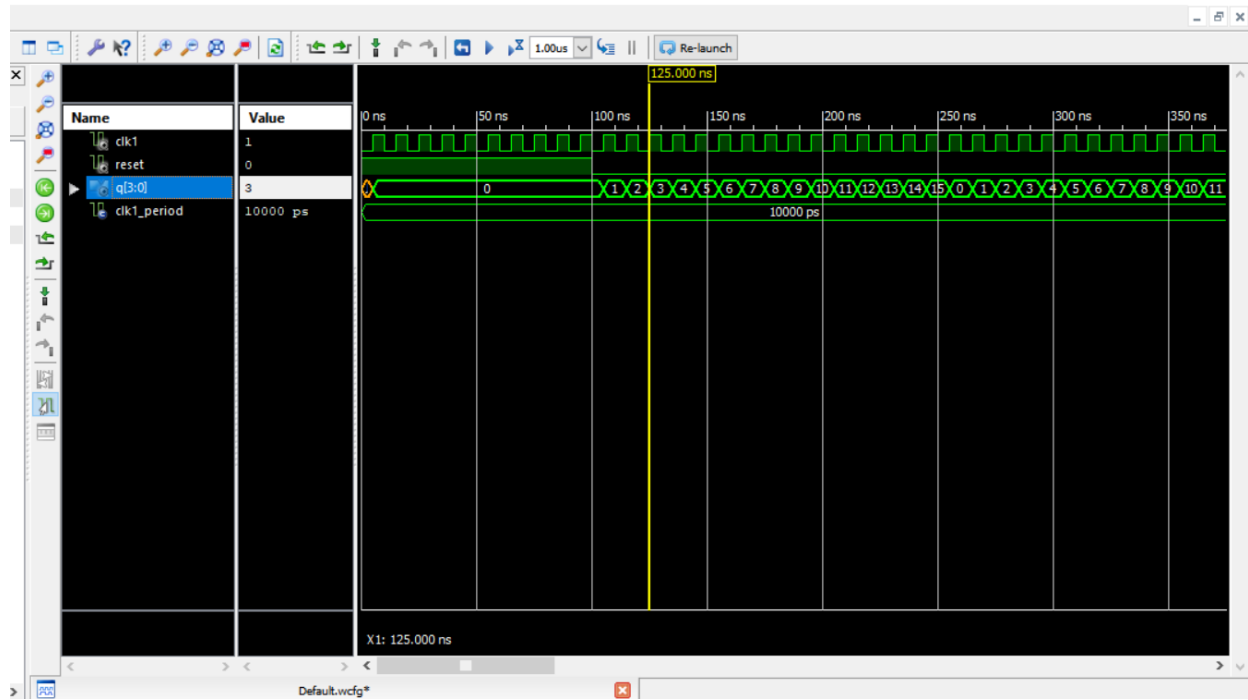 1.00us Re-launch
125.000 ns
Name Value 0 ns 50 ns 100 ns 150 ns 200 ns 250 ns 300 ns 350 ns
clk1 1
reset 0
q[3:0] 3 0 1 2 3 4 5 6 7 8 9 10 11 12 13 14 15 0 1 2 3 4 5 6 7 8 9 10 11
clk1_period 10000 ps 10000 ps
X1: 125.000 ns
Default.wcfg*